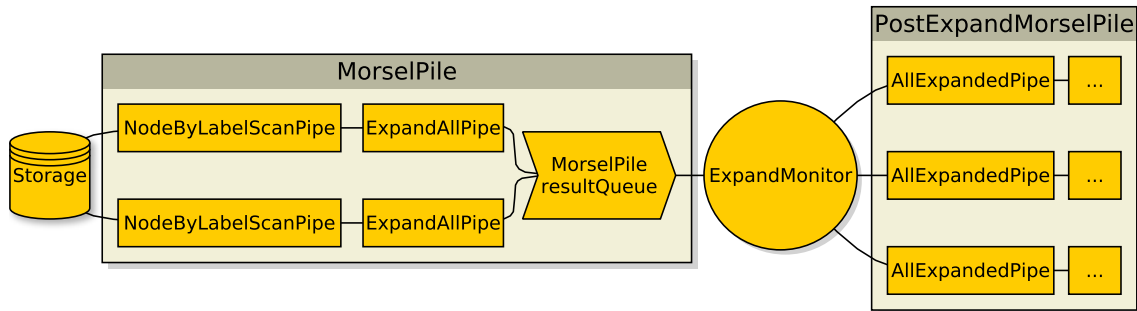 PostExpandMorselPile
MorselPile
AllExpandedPipe
...
NodeByLabelScanPipe
ExpandAllPipe
Storage
MorselPile
resultQueue
ExpandMonitor
AllExpandedPipe
...
NodeByLabelScanPipe
ExpandAllPipe
AllExpandedPipe
...